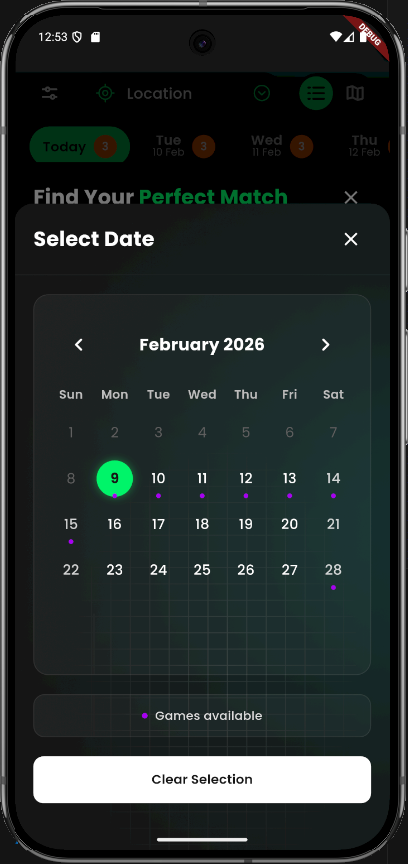 12:53
DEBUG
Location
Today 3
Tue 3 Wed 3 Thu
10 Feb 11 Feb 12 Feb
Find Your Perfect Match
Select Date
February 2026
Sun Mon Tue Wed Thu Fri Sat
1 2 3 4 5 6 7
8 9 10 11 12 13 14
15 16 17 18 19 20 21
22 23 24 25 26 27 28
Games available
Clear Selection